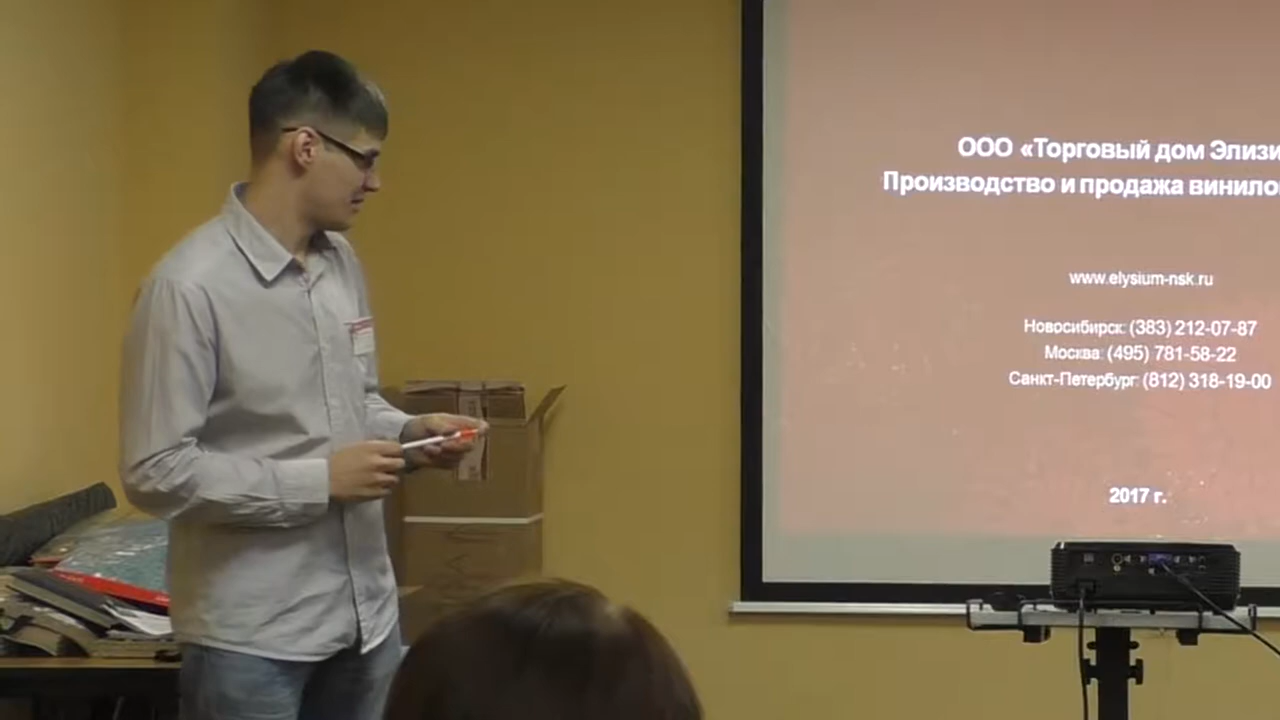 ООО «Торговый дом Элизи
Производство и продажа винило
www.elysium-nsk.ru
Новосибирск: (383) 212-07-87
Москва: (495) 781-58-22
Санкт-Петербург: (812) 318-19-00
2017 г.